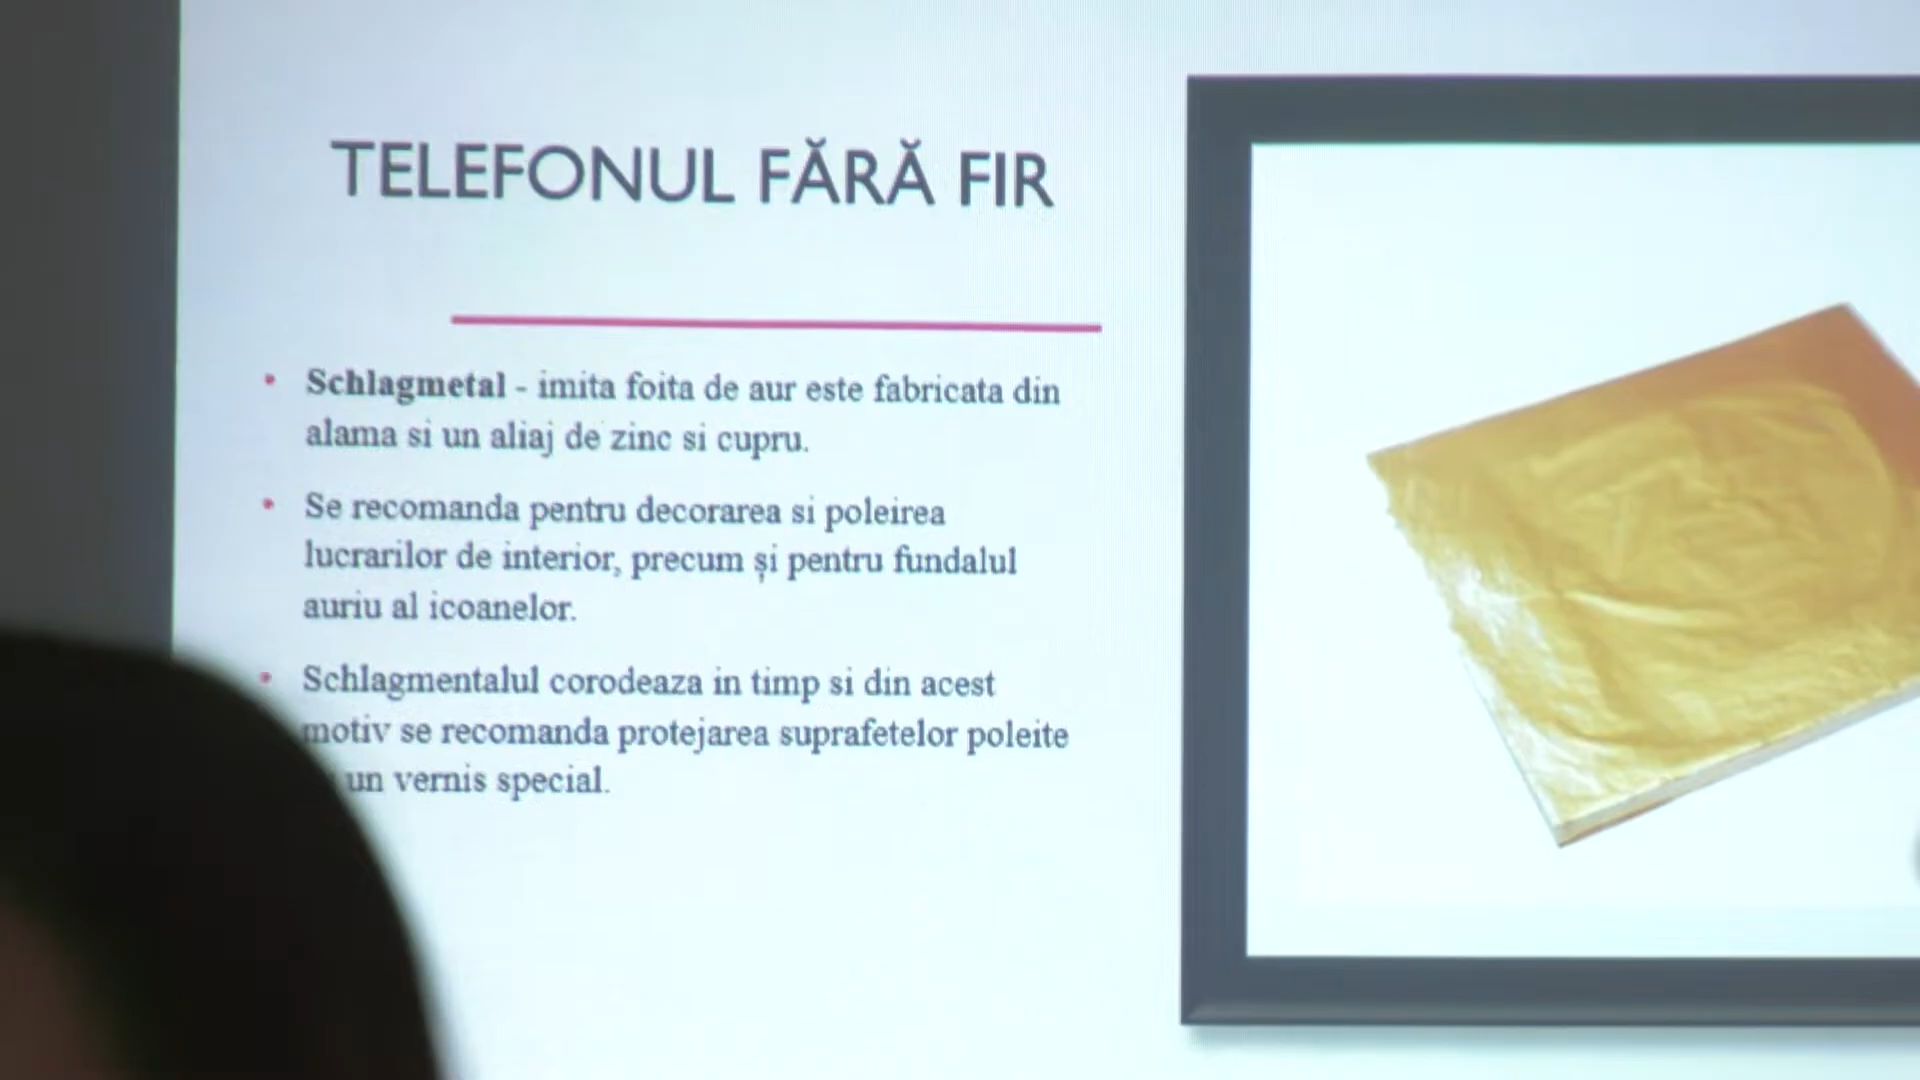 TELEFONUL FĂRĂ FIR
• Schlagmetal - imita foita de aur este fabricata din
alama si un aliaj de zinc si cupru.
• Se recomanda pentru decorarea si poleirea
lucrarilor de interior, precum și pentru fundalul
auriu al icoanelor.
• Schlagmentalul corodeaza in timp si din acest
motiv se recomanda protejarea suprafetelor poleite
un vernis special.